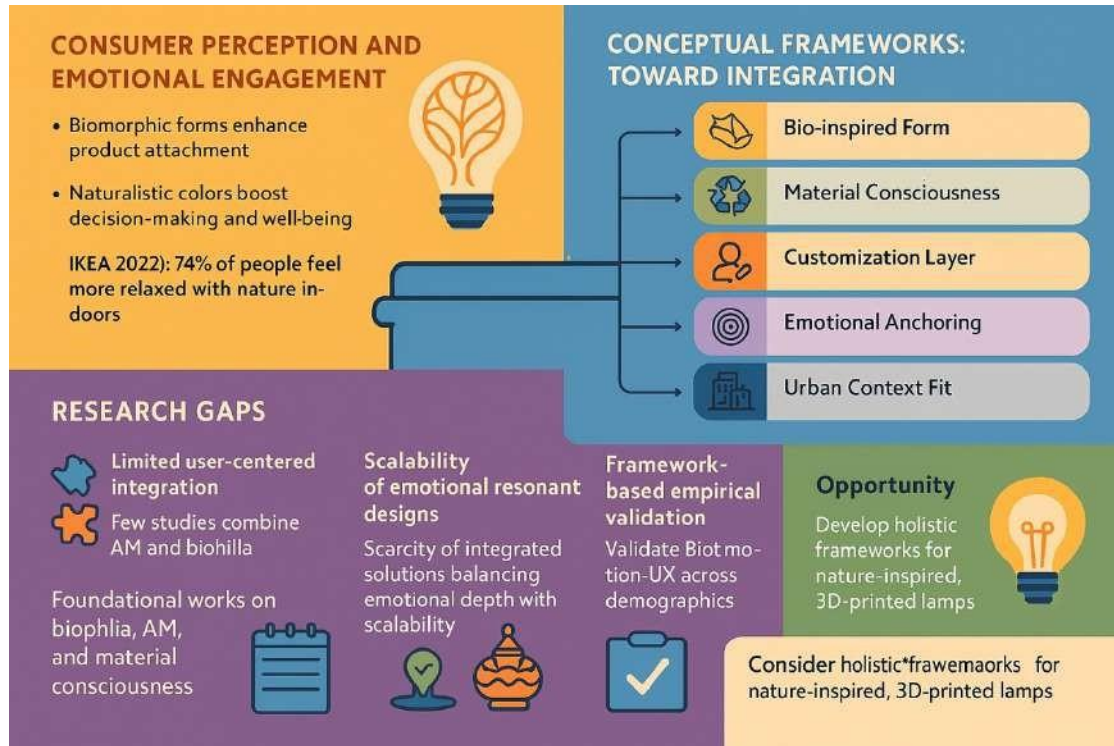 CONSUMER PERCEPTION AND
EMOTIONAL ENGAGEMENT
• Biomorphic forms enhance
product attachment
• Naturalistic colors boost
decision-making and well-being
IKEA 2022): 74% of people feel
more relaxed with nature in-
doors
CONCEPTUAL FRAMEWORKS:
TOWARD INTEGRATION
Bio-inspired Form
Material Consciousness
Customization Layer
Emotional Anchoring
Urban Context Fit
RESEARCH GAPS
Limited user-centered
integration
Few studies combine
AM and biohilla
Foundational works on
biophlia, AM,
and material
consciousness
Scalability
of emotional resonant
designs
Scarcity of integrated
solutions balancing
emotional depth with
scalability
Framework-
based empirical
validation
Validate Biot mo-
tion-UX across
demographics
Opportunity
Develop holistic
frameworks for
nature-inspired,
3D-printed lamps
Consider holistic*frawemaorks for
nature-inspired, 3D-printed lamps